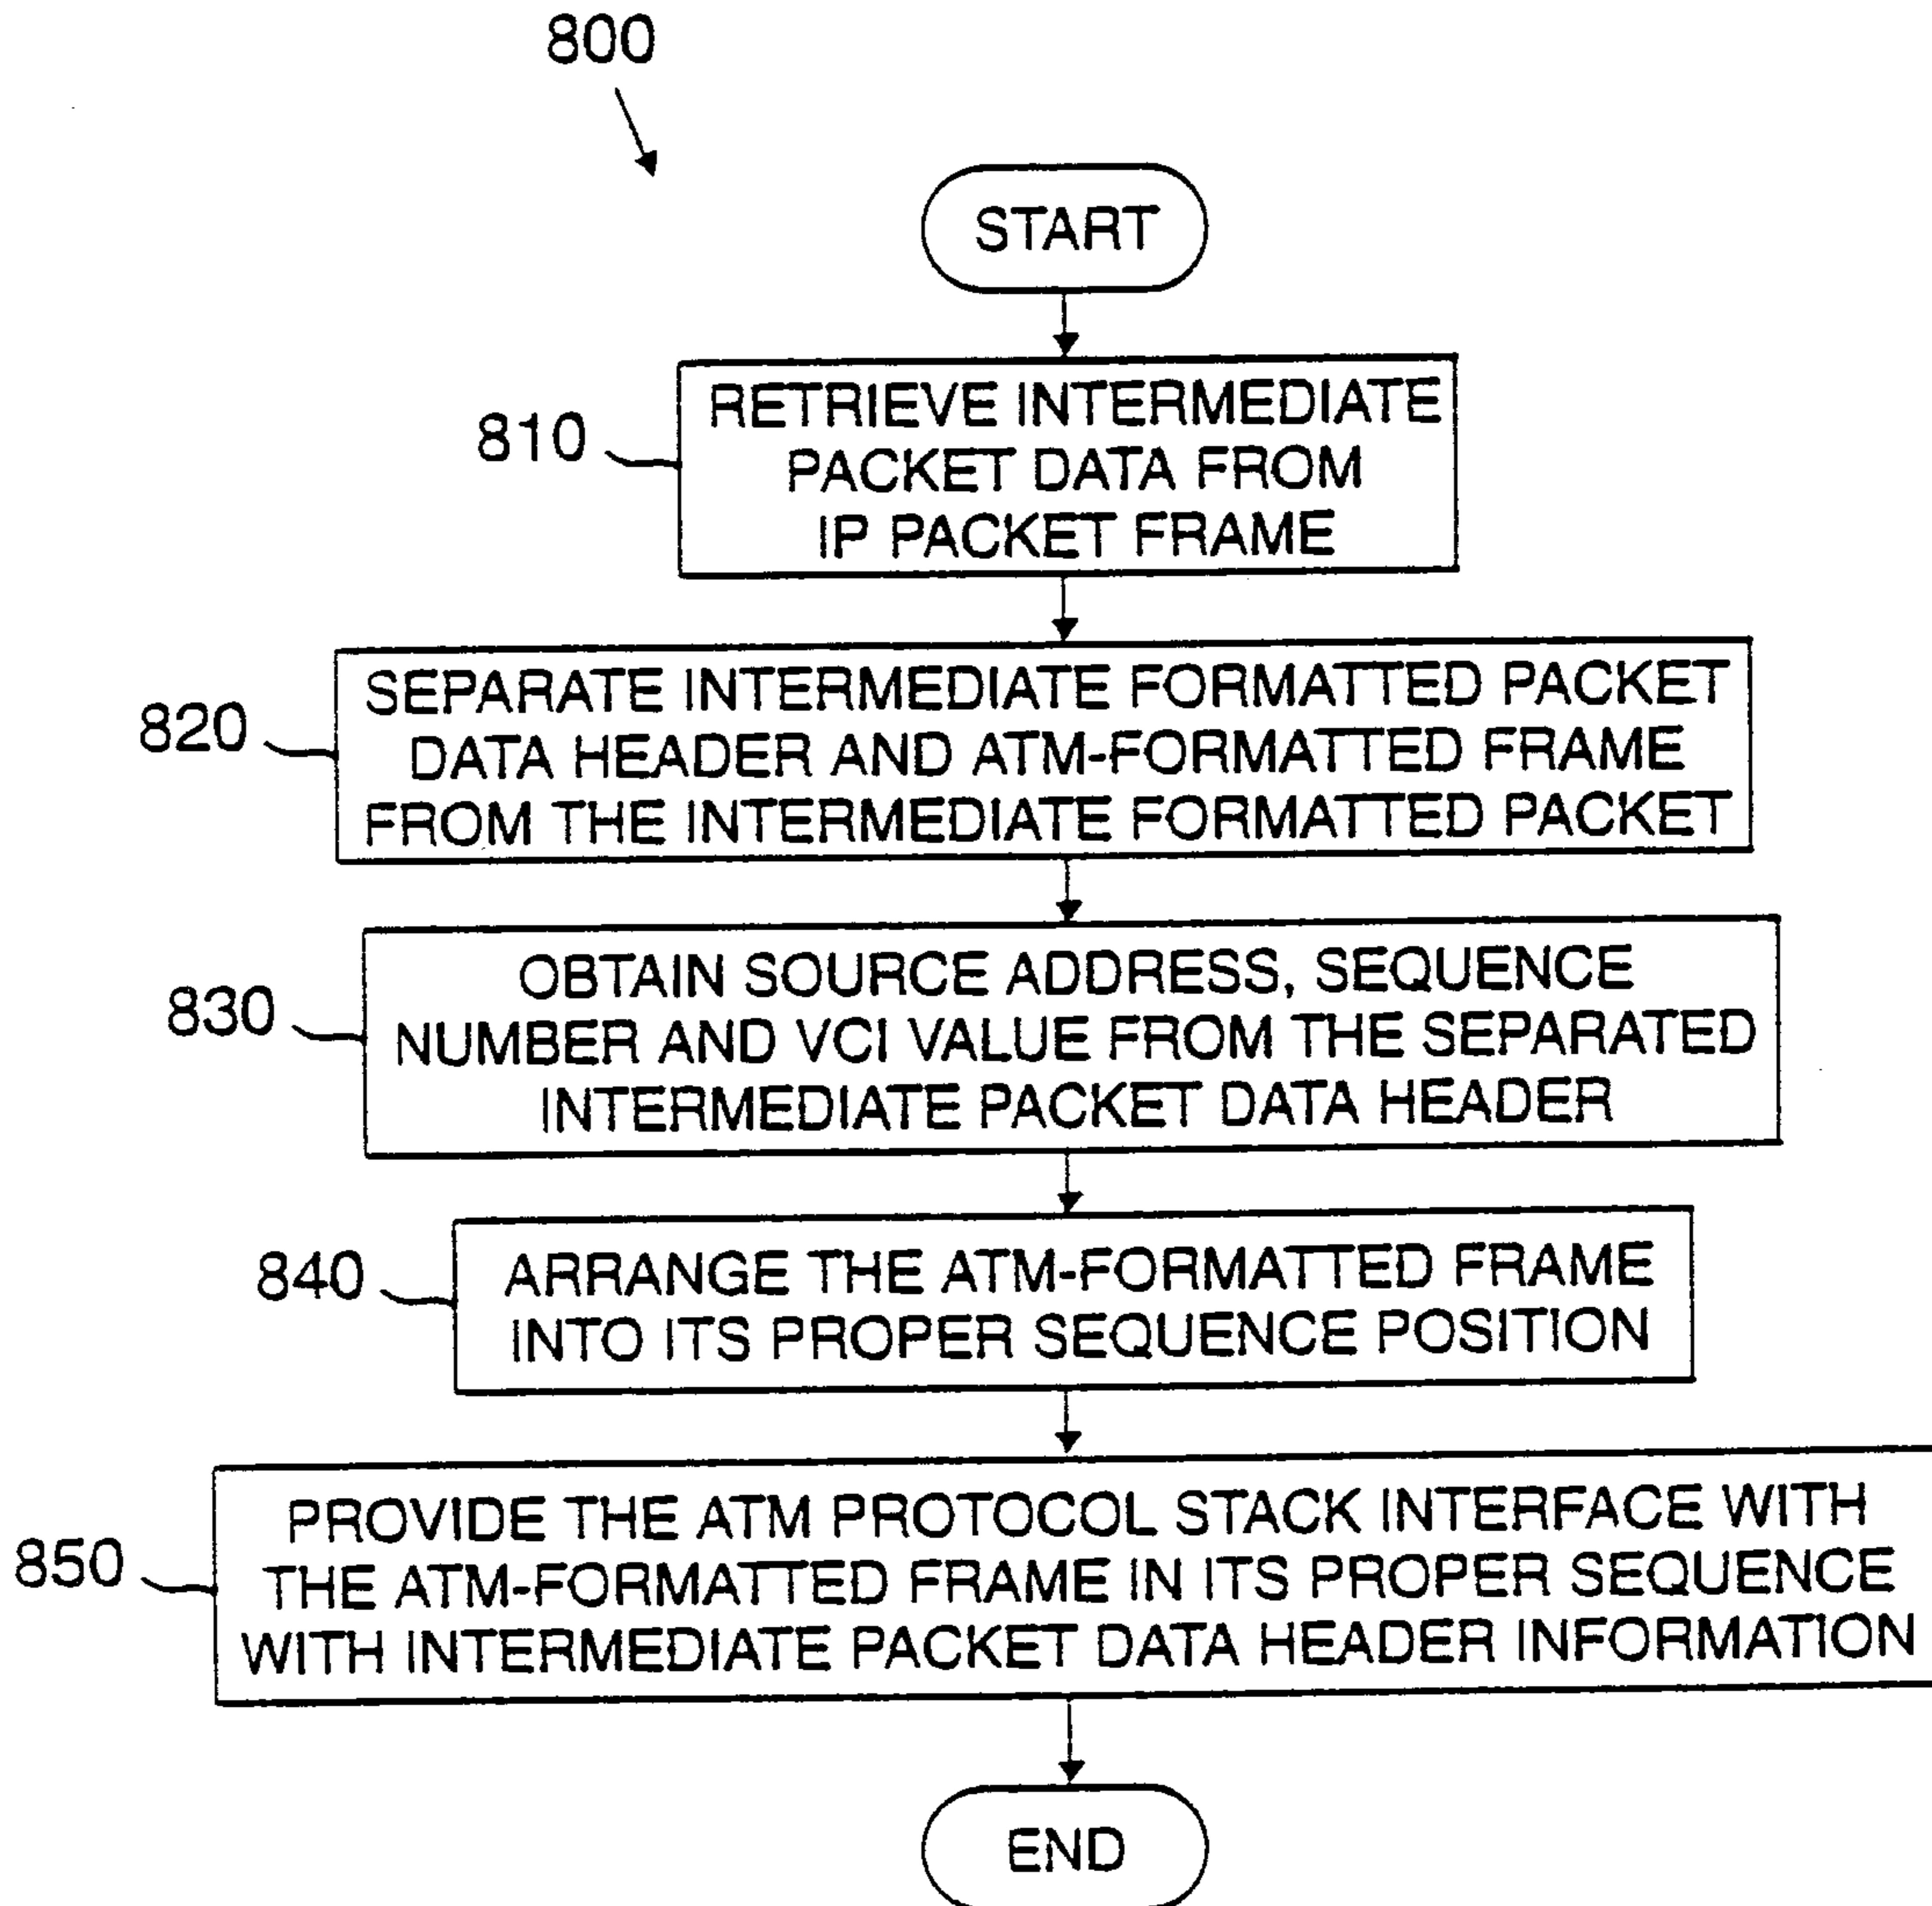 800
START
810
RETRIEVE INTERMEDIATE
PACKET DATA FROM
IP PACKET FRAME
820
SEPARATE INTERMEDIATE FORMATTED PACKET
DATA HEADER AND ATM-FORMATTED FRAME
FROM THE INTERMEDIATE FORMATTED PACKET
830
OBTAIN SOURCE ADDRESS, SEQUENCE
NUMBER AND VCI VALUE FROM THE SEPARATED
INTERMEDIATE PACKET DATA HEADER
840
ARRANGE THE ATM-FORMATTED FRAME
INTO ITS PROPER SEQUENCE POSITION
850
PROVIDE THE ATM PROTOCOL STACK INTERFACE WITH
THE ATM-FORMATTED FRAME IN ITS PROPER SEQUENCE
WITH INTERMEDIATE PACKET DATA HEADER INFORMATION
END